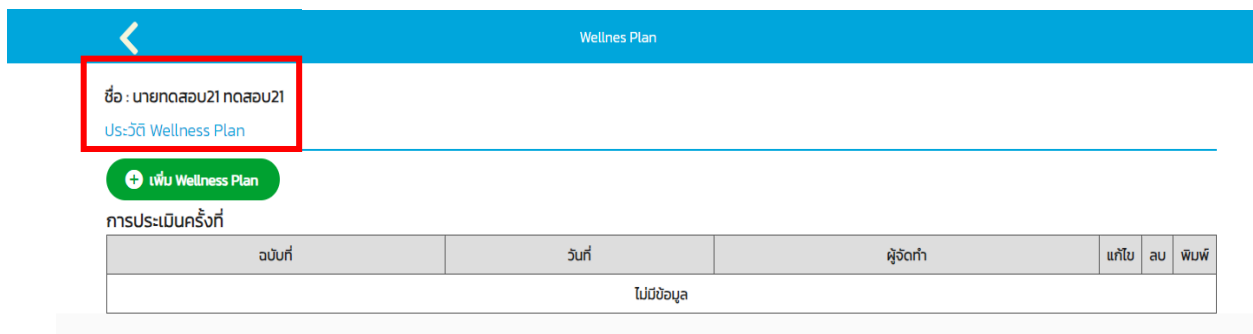 Wellnes Plan
ชื่อ : นายทดสอบ21 ทดสอบ21
ประวัติ Wellness Plan
เพิ่ม Wellness Plan
การประเมินครั้งที่
ฉบับที่ วันที่ ผู้จัดทำ แก้ไข ลบ พิมพ์
ไม่มีข้อมูล